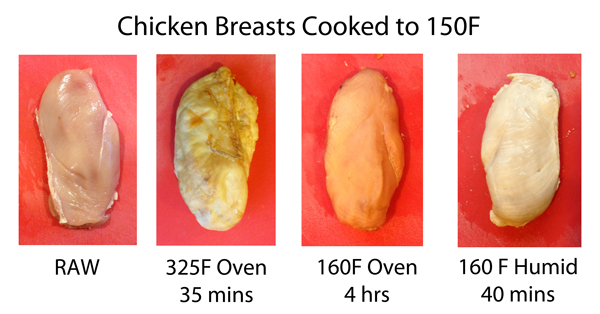 Chicken Breasts Cooked to 150F
RAW
325F Oven
35 mins
160F Oven
4 hrs
160 F Humid
40 mins